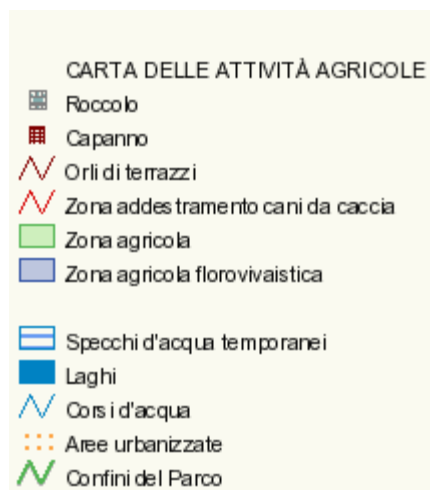 CARTA DELLE ATTIVITÀ AGRICOLE
Roccolo
Capanno
Orli di terrazzi
Zona addestramento cani da caccia
Zona agricola
Zona agricola florovivaistica
Specchi d'acqua temporanei
Laghi
Corsi d'acqua
Aree urbanizzate
Confini del Parco